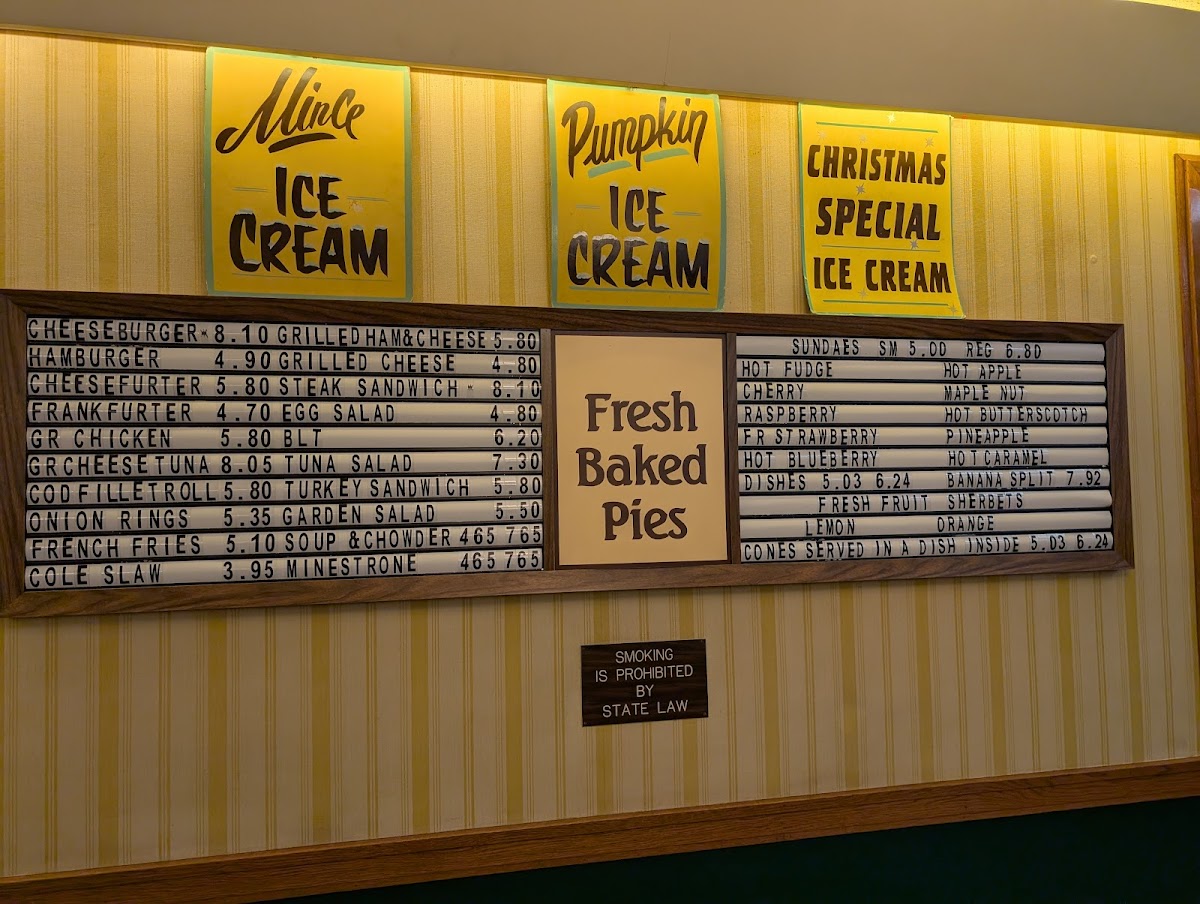 Mince
ICE
CREAM
Pumpkin
ICE
CREAM
CHRISTMAS
SPECIAL
ICE CREAM
CHEESEBURGER* 8.10 GRILLED HAM&CHEESE 5.80
HAMBURGER 4.90 GRILLED CHEESE 4.80
CHEESEFURTER 5.80 STEAK SANDWICH * 8.10
FRANKFURTER 4.70 EGG SALAD 4.80
GR CHICKEN 5.80 BLT 6.20
GR CHEESE TUNA 8.05 TUNA SALAD 7.30
COD FILLET ROLL 5.80 TURKEY SANDWICH 5.80
ONION RINGS 5.35 GARDEN SALAD 5.50
FRENCH FRIES 5.10 SOUP & CHOWDER 465 765
COLE SLAW 3.95 MINESTRONE 465 765
Fresh
Baked
Pies
SUNDAES SM 5.00 REG 6.80
HOT FUDGE HOT APPLE
CHERRY MAPLE NUT
RASPBERRY HOT BUTTERSCOTCH
FR STRAWBERRY PINEAPPLE
HOT BLUEBERRY HOT CARAMEL
DISHES 5.03 6.24 BANANA SPLIT 7.92
FRESH FRUIT SHERBETS
LEMON ORANGE
CONES SERVED IN A DISH INSIDE 5.03 6.24
SMOKING
IS PROHIBITED
BY
STATE LAW